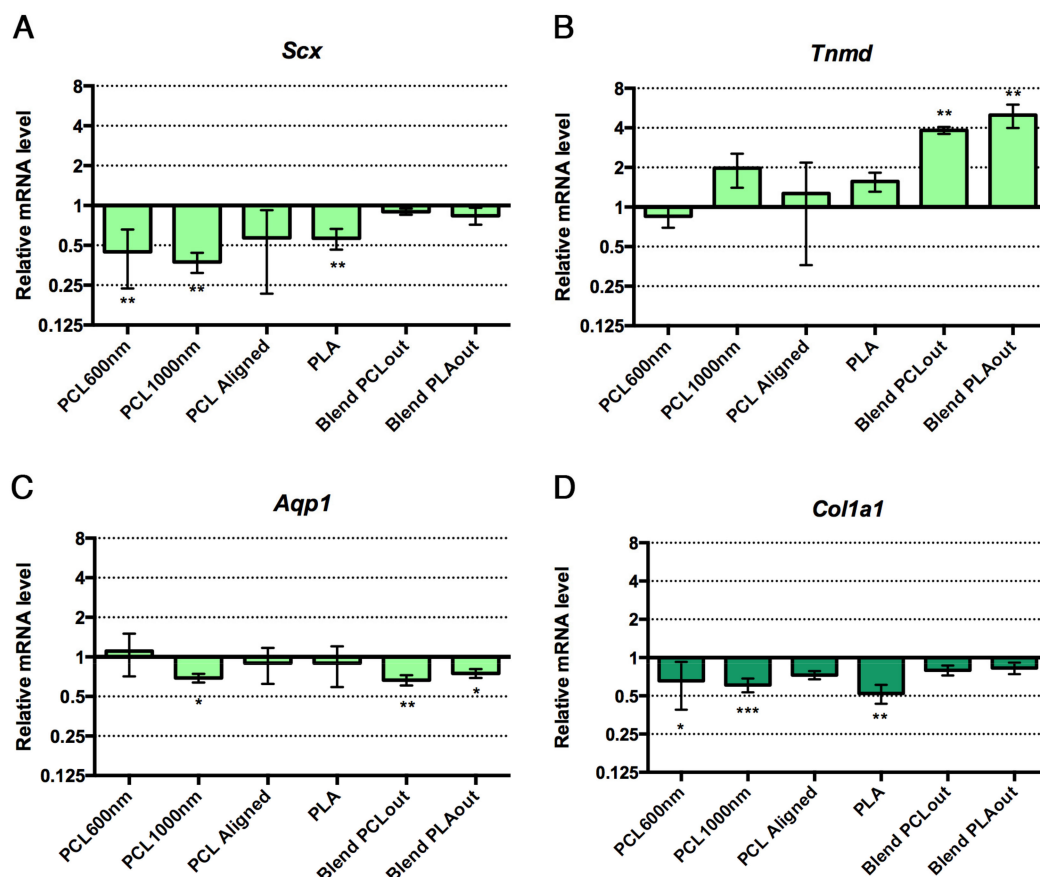 A
Scx
Relative mRNA level
8
4
2
1
0.5
0.25
0.125
**
**
**
PCL600nm
PCL1000nm
PCL Aligned
PLA
Blend PCLout
Blend PLAout
B
Tnmd
Relative mRNA level
8
4
2
1
0.5
0.25
0.125
**
**
PCL600nm
PCL1000nm
PCL Aligned
PLA
Blend PCLout
Blend PLAout
C
Aqp1
Relative mRNA level
8
4
2
1
0.5
0.25
0.125
*
**
*
PCL600nm
PCL1000nm
PCL Aligned
PLA
Blend PCLout
Blend PLAout
D
Col1a1
Relative mRNA level
8
4
2
1
0.5
0.25
0.125
*
***
**
PCL600nm
PCL1000nm
PCL Aligned
PLA
Blend PCLout
Blend PLAout